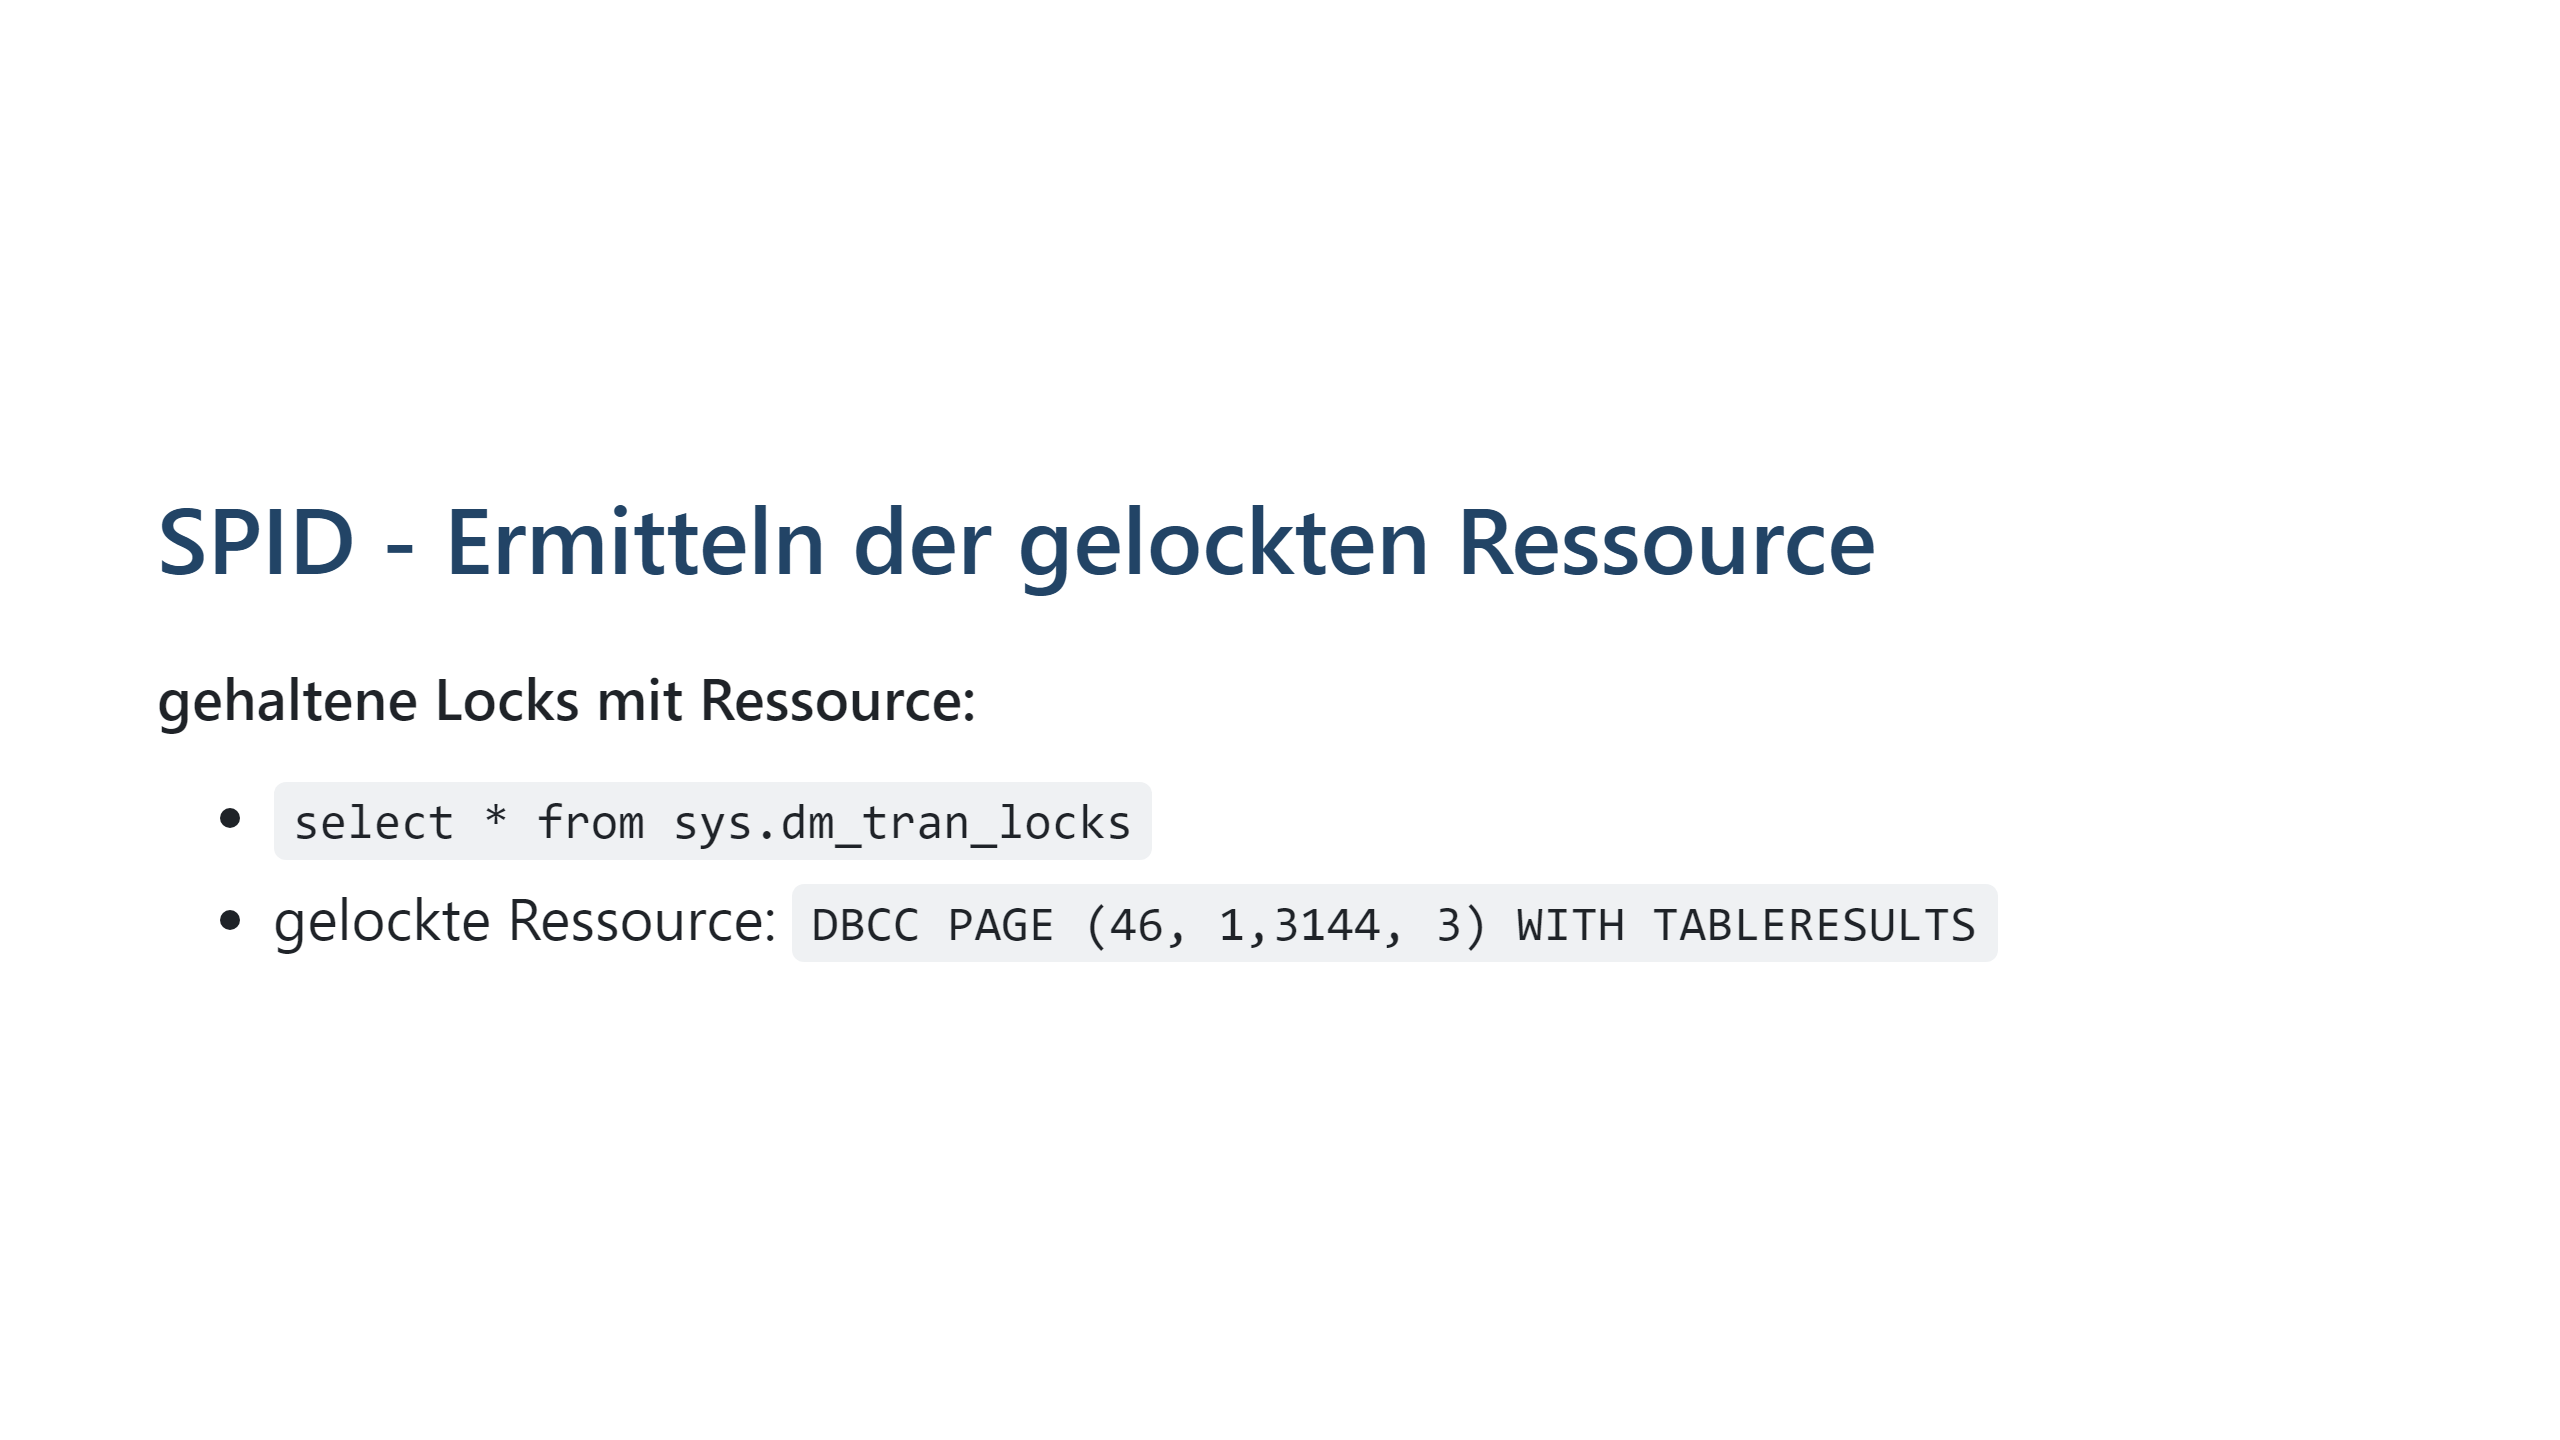 SPID - Ermitteln der gelockten Ressource
gehaltene Locks mit Ressource:
select * from sys.dm_tran_locks
gelockte Ressource: DBCC PAGE (46, 1,3144, 3) WITH TABLERESULTS